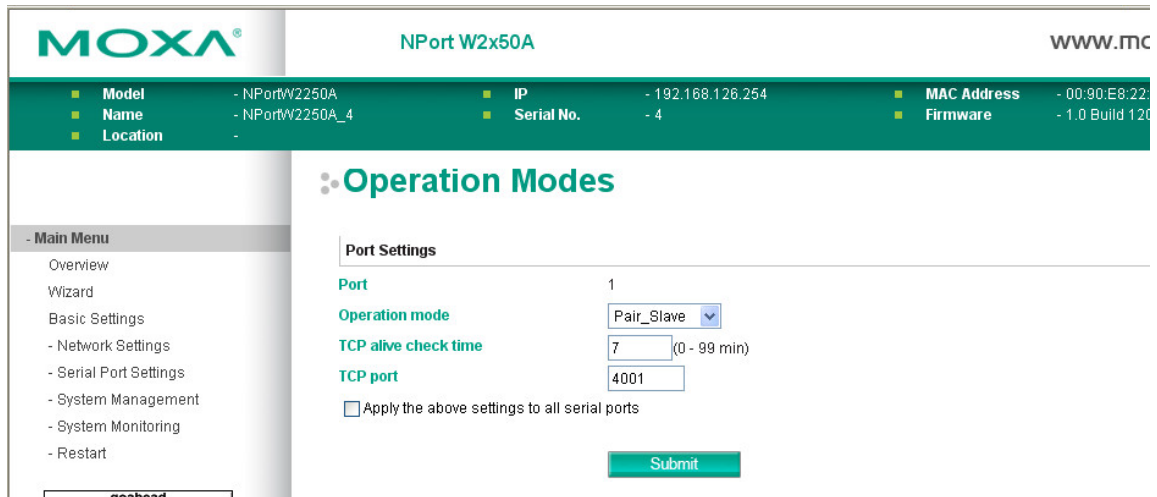 MOXA®
NPort W2x50A
www.mo
Model - NPortW2250A IP - 192.168.126.254 MAC Address - 00:90:E8:22:
Name - NPortW2250A_4 Serial No. - 4 Firmware - 1.0 Build 120
Location -
Operation Modes
- Main Menu
Overview
Wizard
Basic Settings
- Network Settings
- Serial Port Settings
- System Management
- System Monitoring
- Restart
goahead
Port Settings
Port 1
Operation mode Pair_Slave
TCP alive check time 7 (0 - 99 min)
TCP port 4001
Apply the above settings to all serial ports
Submit